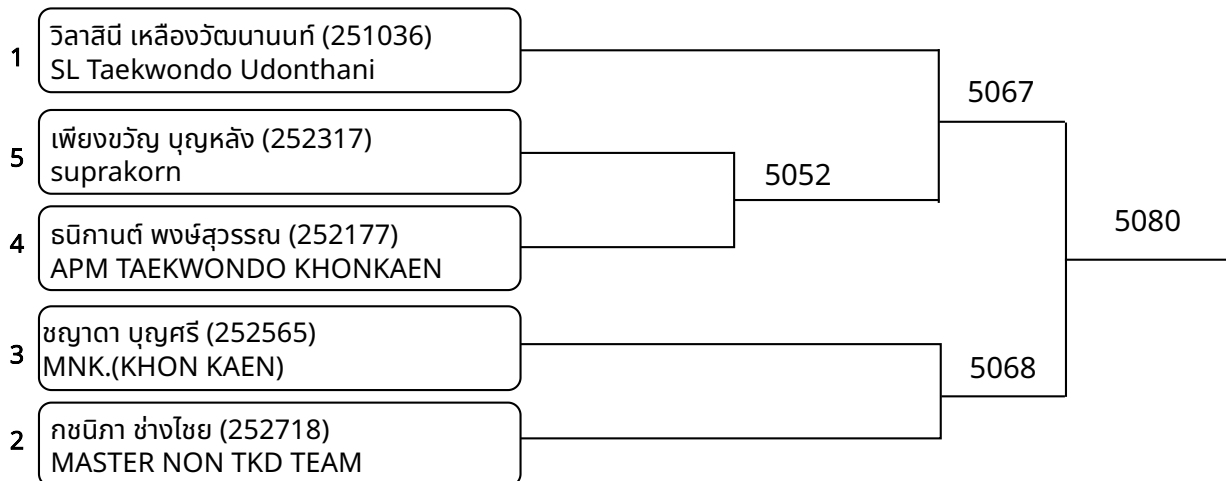 1
วิลาสินี เหลืองวัฒนานนท์ (251036)
SL Taekwondo Udonthani
5067
5
เพียงขวัญ บุญหลัง (252317)
suprakorn
5052
4
ธนิกานต์ พงษ์สุวรรณ (252177)
APM TAEKWONDO KHONKAEN
5080
3
ชญาดา บุญศรี (252565)
MNK.(KHON KAEN)
5068
2
กชนิภา ช่างไชย (252718)
MASTER NON TKD TEAM